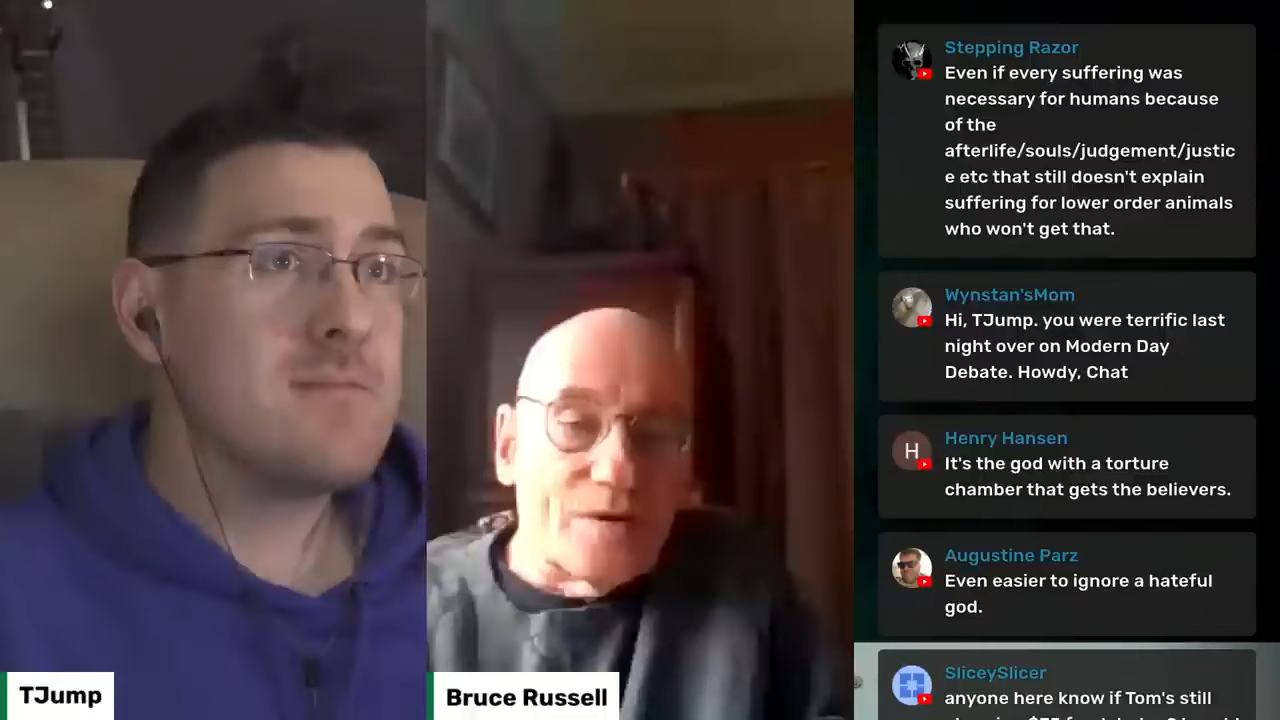 Stepping Razor
Even if every suffering was
necessary for humans because
of the
afterlife/souls/judgement/justic
e etc that still doesn't explain
suffering for lower order animals
who won't get that.
Wynstan'sMom
Hi, TJump. you were terrific last
night over on Modern Day
Debate. Howdy, Chat
H
Henry Hansen
It's the god with a torture
chamber that gets the believers.
Augustine Parz
Even easier to ignore a hateful
god.
SliceySlicer
anyone here know if Tom's still
TJump
Bruce Russell